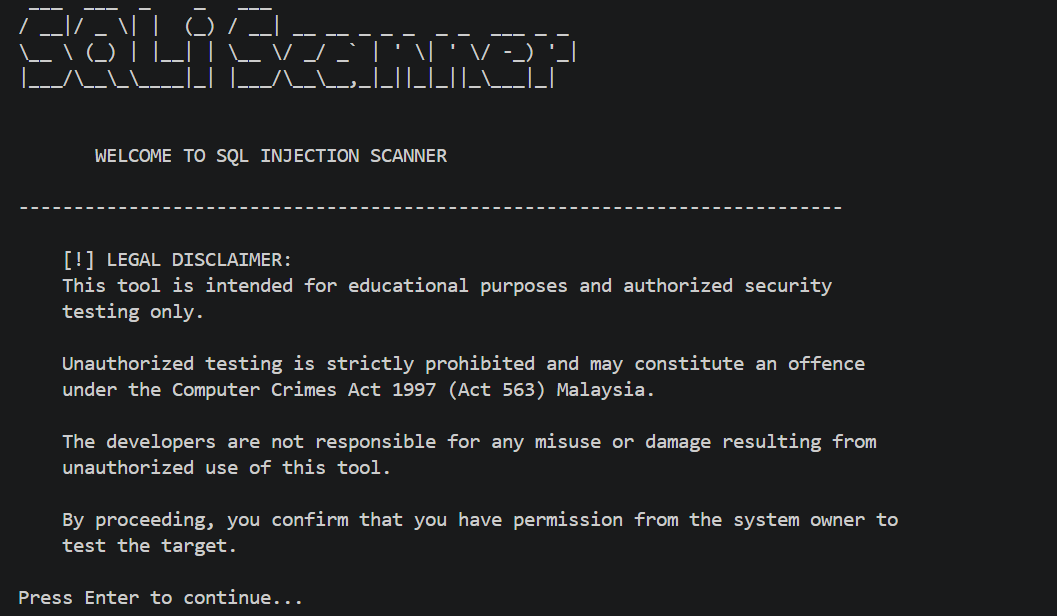 SQLi Scanner
WELCOME TO SQL INJECTION SCANNER
---------------------------------------------------------------------------
[!] LEGAL DISCLAIMER:
This tool is intended for educational purposes and authorized security
testing only.
Unauthorized testing is strictly prohibited and may constitute an offence
under the Computer Crimes Act 1997 (Act 563) Malaysia.
The developers are not responsible for any misuse or damage resulting from
unauthorized use of this tool.
By proceeding, you confirm that you have permission from the system owner to
test the target.
Press Enter to continue...